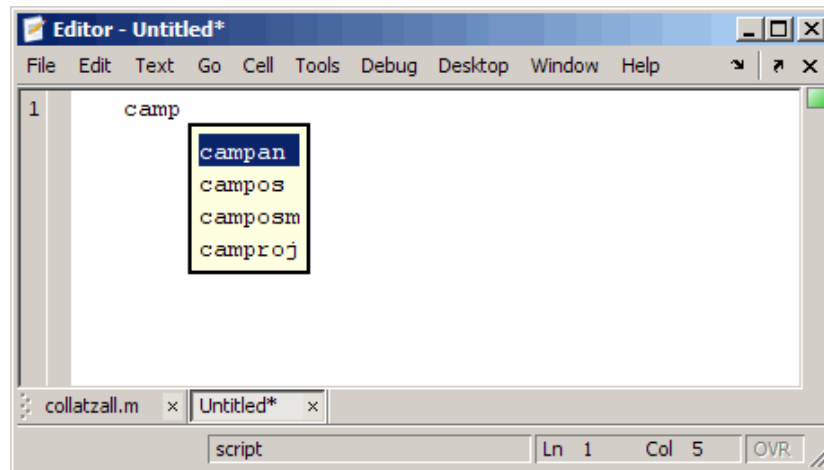 Editor - Untitled*
File Edit Text Go Cell Tools Debug Desktop Window Help
1 camp
campan
campos
camposm
camproj
collatzall.m × Untitled* ×
script Ln 1 Col 5 OVR